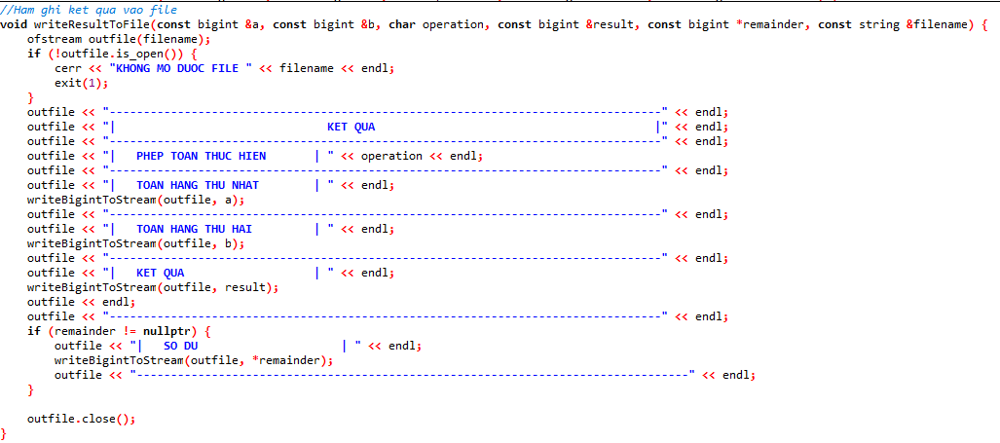 //Ham ghi ket qua vao file
void writeResultToFile(const bigint &a, const bigint &b, char operation, const bigint &result, const bigint *remainder, const string &filename) {
    ofstream outfile(filename);
    if (!outfile.is_open()) {
        cerr << "KHONG MO DUOC FILE " << filename << endl;
        exit(1);
    }
    outfile << "--------------------------------------------------------------------------------" << endl;
    outfile << "|                               KET QUA                                         |" << endl;
    outfile << "--------------------------------------------------------------------------------" << endl;
    outfile << "|   PHEP TOAN THUC HIEN       | " << operation << endl;
    outfile << "--------------------------------------------------------------------------------" << endl;
    outfile << "|   TOAN HANG THU NHAT        | " << endl;
    writeBigintToStream(outfile, a);
    outfile << "--------------------------------------------------------------------------------" << endl;
    outfile << "|   TOAN HANG THU HAI         | " << endl;
    writeBigintToStream(outfile, b);
    outfile << "--------------------------------------------------------------------------------" << endl;
    outfile << "|   KET QUA                   | " << endl;
    writeBigintToStream(outfile, result);
    outfile << endl;
    outfile << "--------------------------------------------------------------------------------" << endl;
    if (remainder != nullptr) {
        outfile << "|   SO DU                     | " << endl;
        writeBigintToStream(outfile, *remainder);
        outfile << "--------------------------------------------------------------------------------" << endl;
    }

    outfile.close();
}